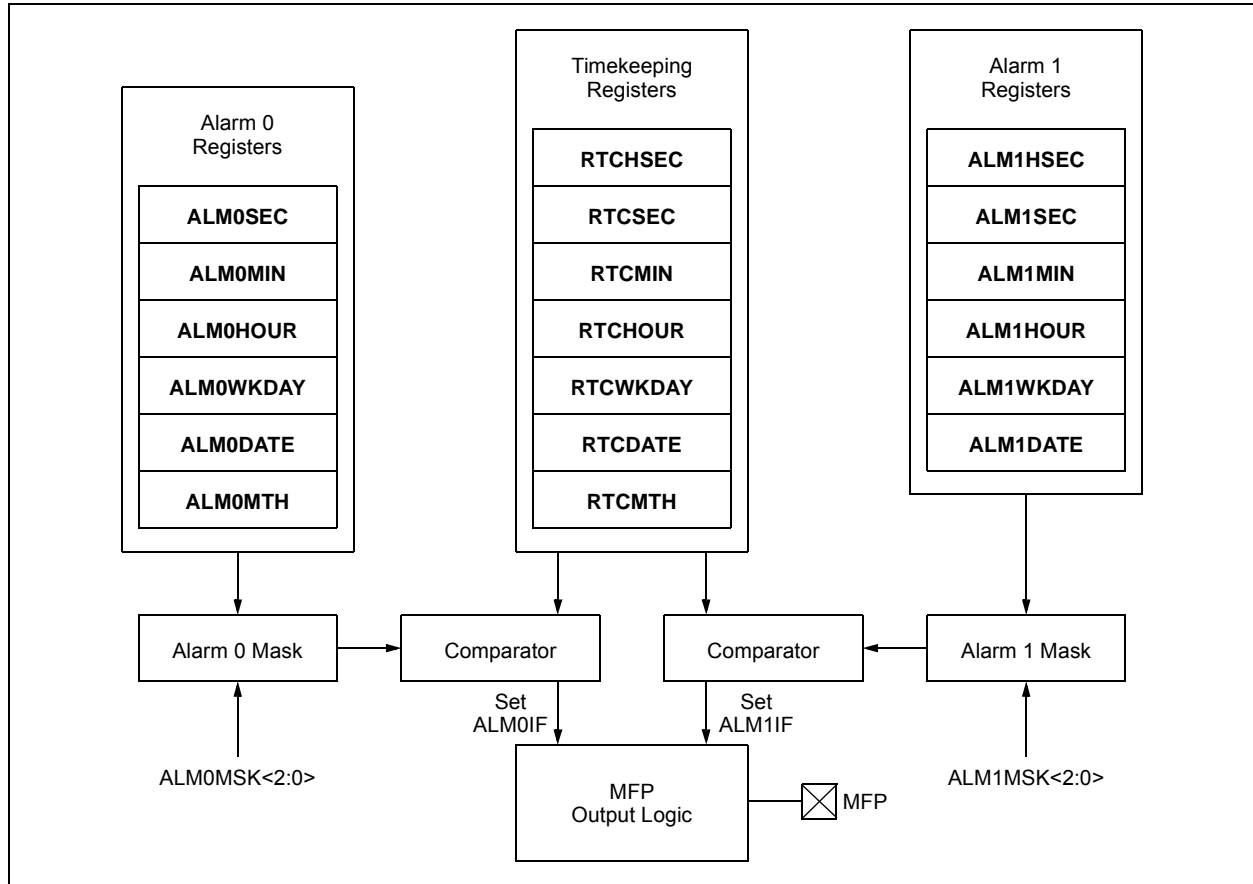 Alarm 0
Registers
ALM0SEC
ALM0MIN
ALM0HOUR
ALM0WKDAY
ALM0DATE
ALM0MTH
Timekeeping
Registers
RTCHSEC
RTCSEC
RTCMIN
RTCHOUR
RTCWKDAY
RTCDATE
RTCMTH
Alarm 1
Registers
ALM1HSEC
ALM1SEC
ALM1MIN
ALM1HOUR
ALM1WKDAY
ALM1DATE
Alarm 0 Mask
Comparator
Comparator
Alarm 1 Mask
Set
ALM0IF
Set
ALM1IF
ALM0MSK<2:0>
MFP
Output Logic
MFP
ALM1MSK<2:0>